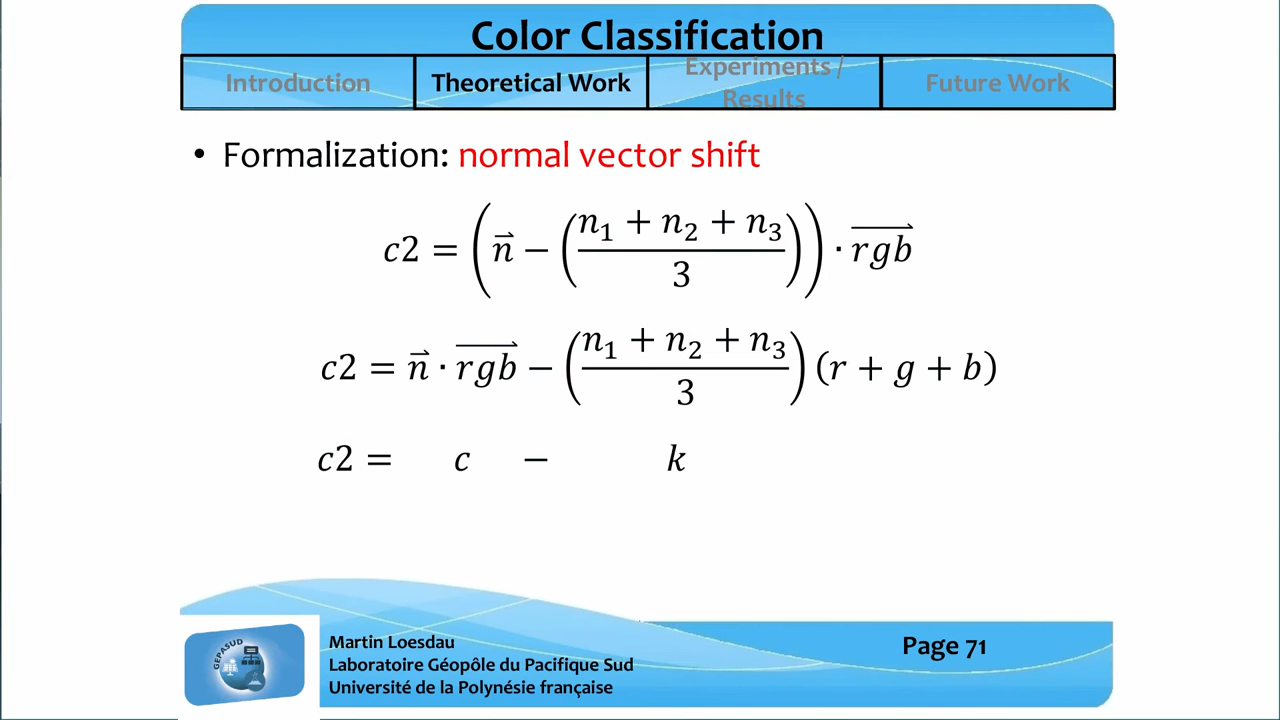 Color Classification
Introduction
Theoretical Work
Experiments /
Results
Future Work
• Formalization: normal vector shift
c2 = (n⃗ − ((n₁ + n₂ + n₃)/3)) · r͞g͞b⃗
c2 = n⃗ · r͞g͞b⃗ − ((n₁ + n₂ + n₃)/3) (r + g + b)
c2 = c − k
GEPASUD
Martin Loesdau
Laboratoire Géopôle du Pacifique Sud
Université de la Polynésie française
Page 71